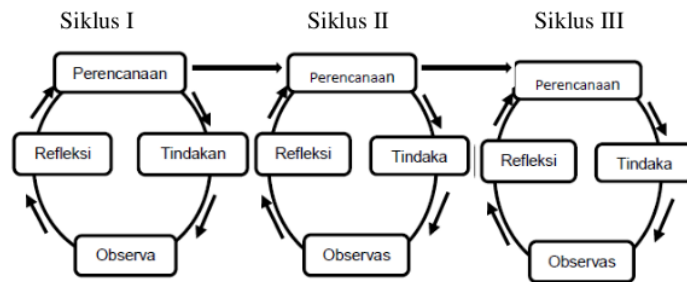 Siklus I
Siklus II
Siklus III
Perencanaan
Refleksi
Tindakan
Observa
Perencanaan
Refleksi
Tindaka
Observas
Perencanaan
Refleksi
Tindaka
Observas